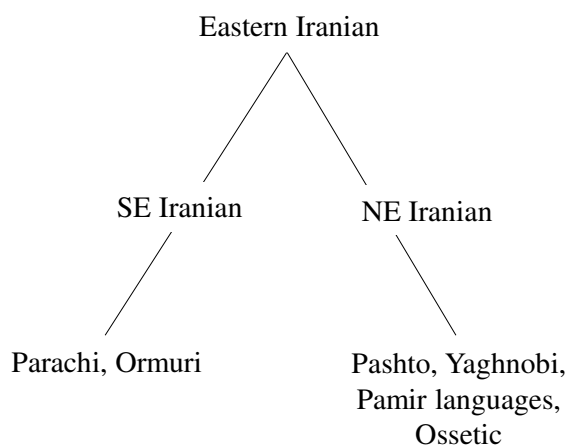 Eastern Iranian
SE Iranian
NE Iranian
Parachi, Ormuri
Pashto, Yaghnobi,
Pamir languages,
Ossetic